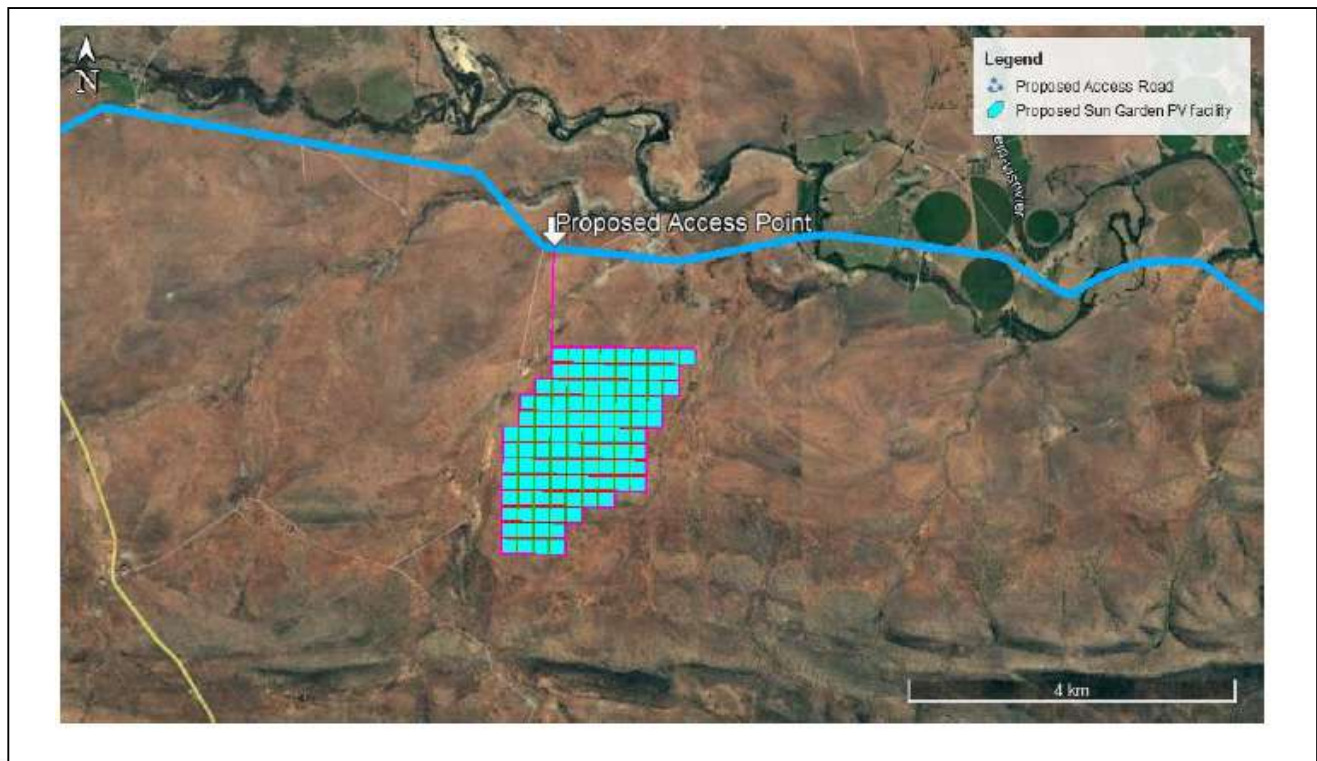 N
Legend
Proposed Access Road
Proposed Sun Garden PV facility
Proposed Access Point
4 km